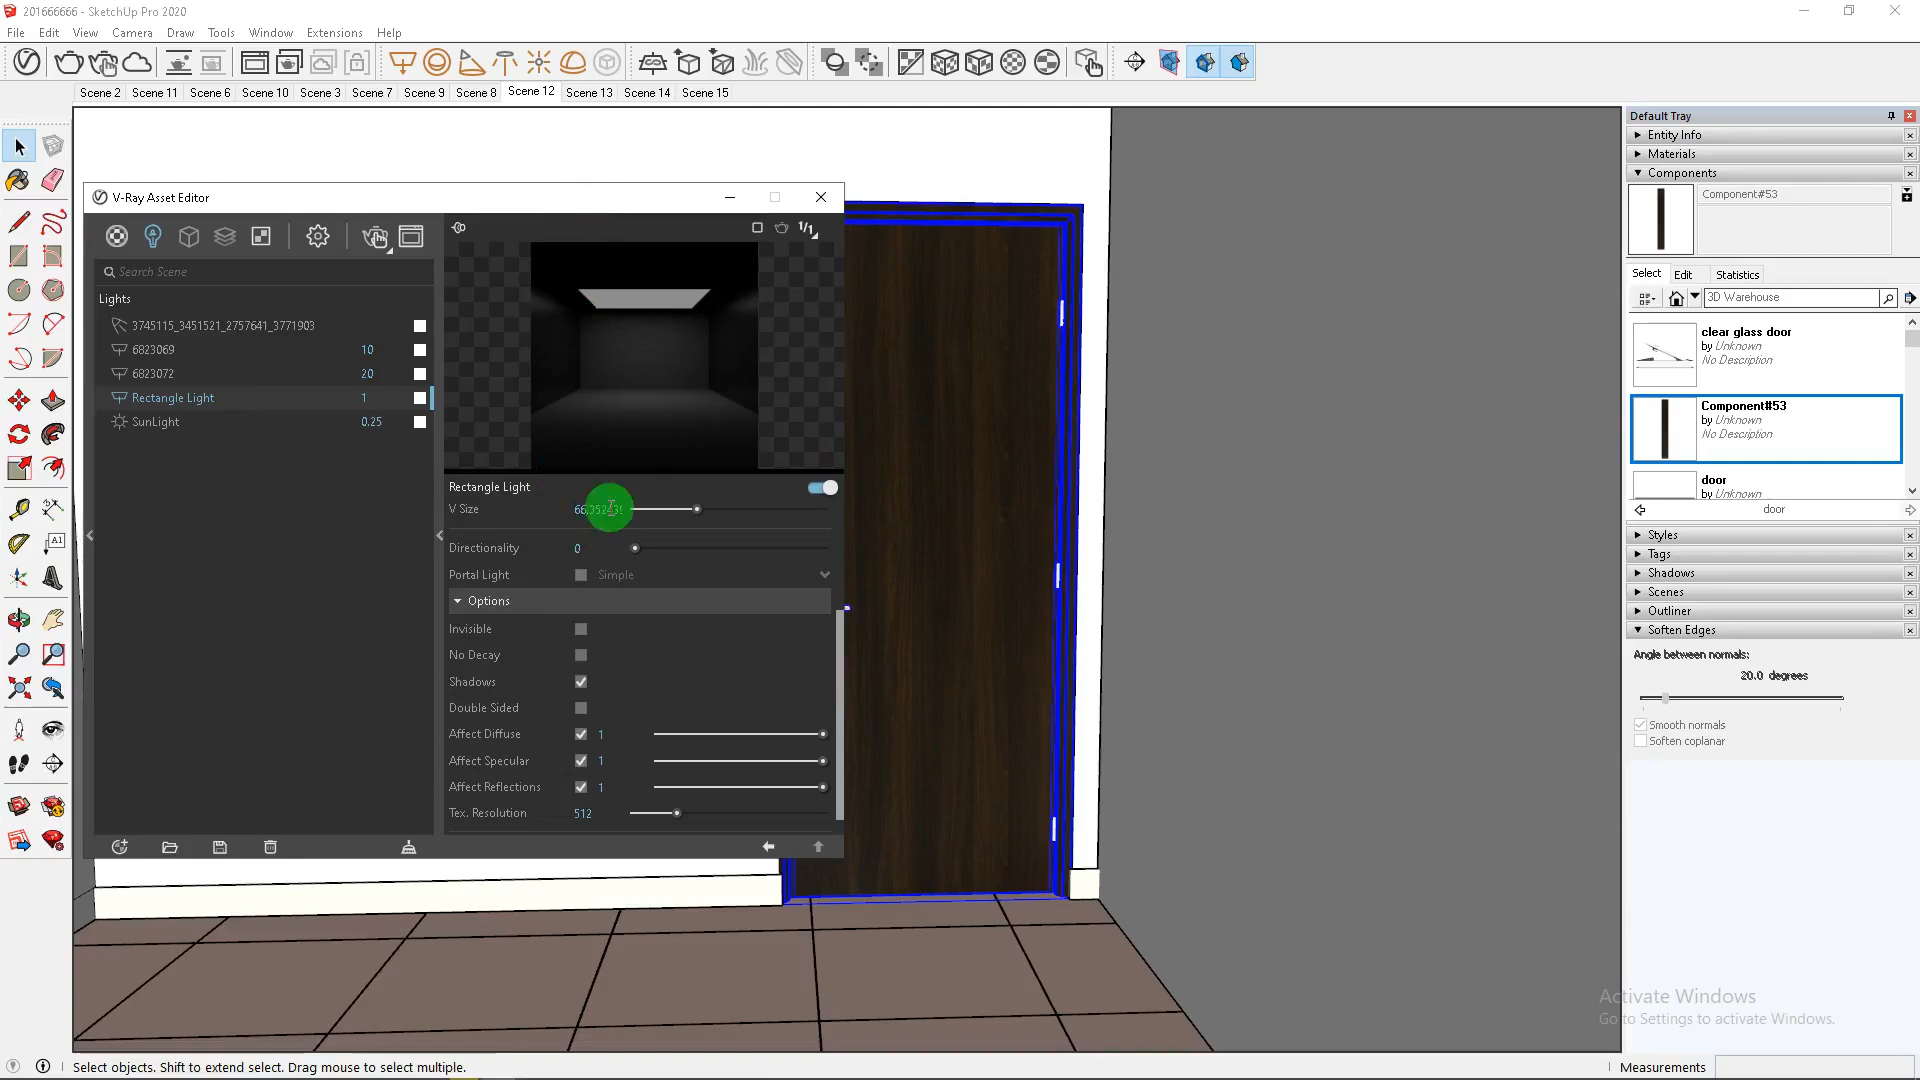 201666666 - SketchUp Pro 2020
File Edit View Camera Draw Tools Window Extensions Help
Scene 2 Scene 11 Scene 6 Scene 10 Scene 3 Scene 7 Scene 9 Scene 8 Scene 12 Scene 13 Scene 14 Scene 15
V-Ray Asset Editor
1/1
Search Scene
Lights
3745115_3451521_2757641_3771903
6823069 10
6823072 20
Rectangle Light 1
SunLight 0.25
Rectangle Light
V Size
Directionality 0
Portal Light Simple
Options
Invisible
No Decay
Shadows
Double Sided
Affect Diffuse 1
Affect Specular 1
Affect Reflections 1
Tex. Resolution 512
A1
Default Tray
Entity Info
Materials
Components
Component#53
Select Edit Statistics
3D Warehouse
clear glass door
by Unknown
No Description
Component#53
by Unknown
No Description
door
by Unknown
door
Styles
Tags
Shadows
Scenes
Outliner
Soften Edges
Angle between normals:
20.0 degrees
Smooth normals
Soften coplanar
Activate Windows
Go to Settings to activate Windows.
Select objects. Shift to extend select. Drag mouse to select multiple.
Measurements